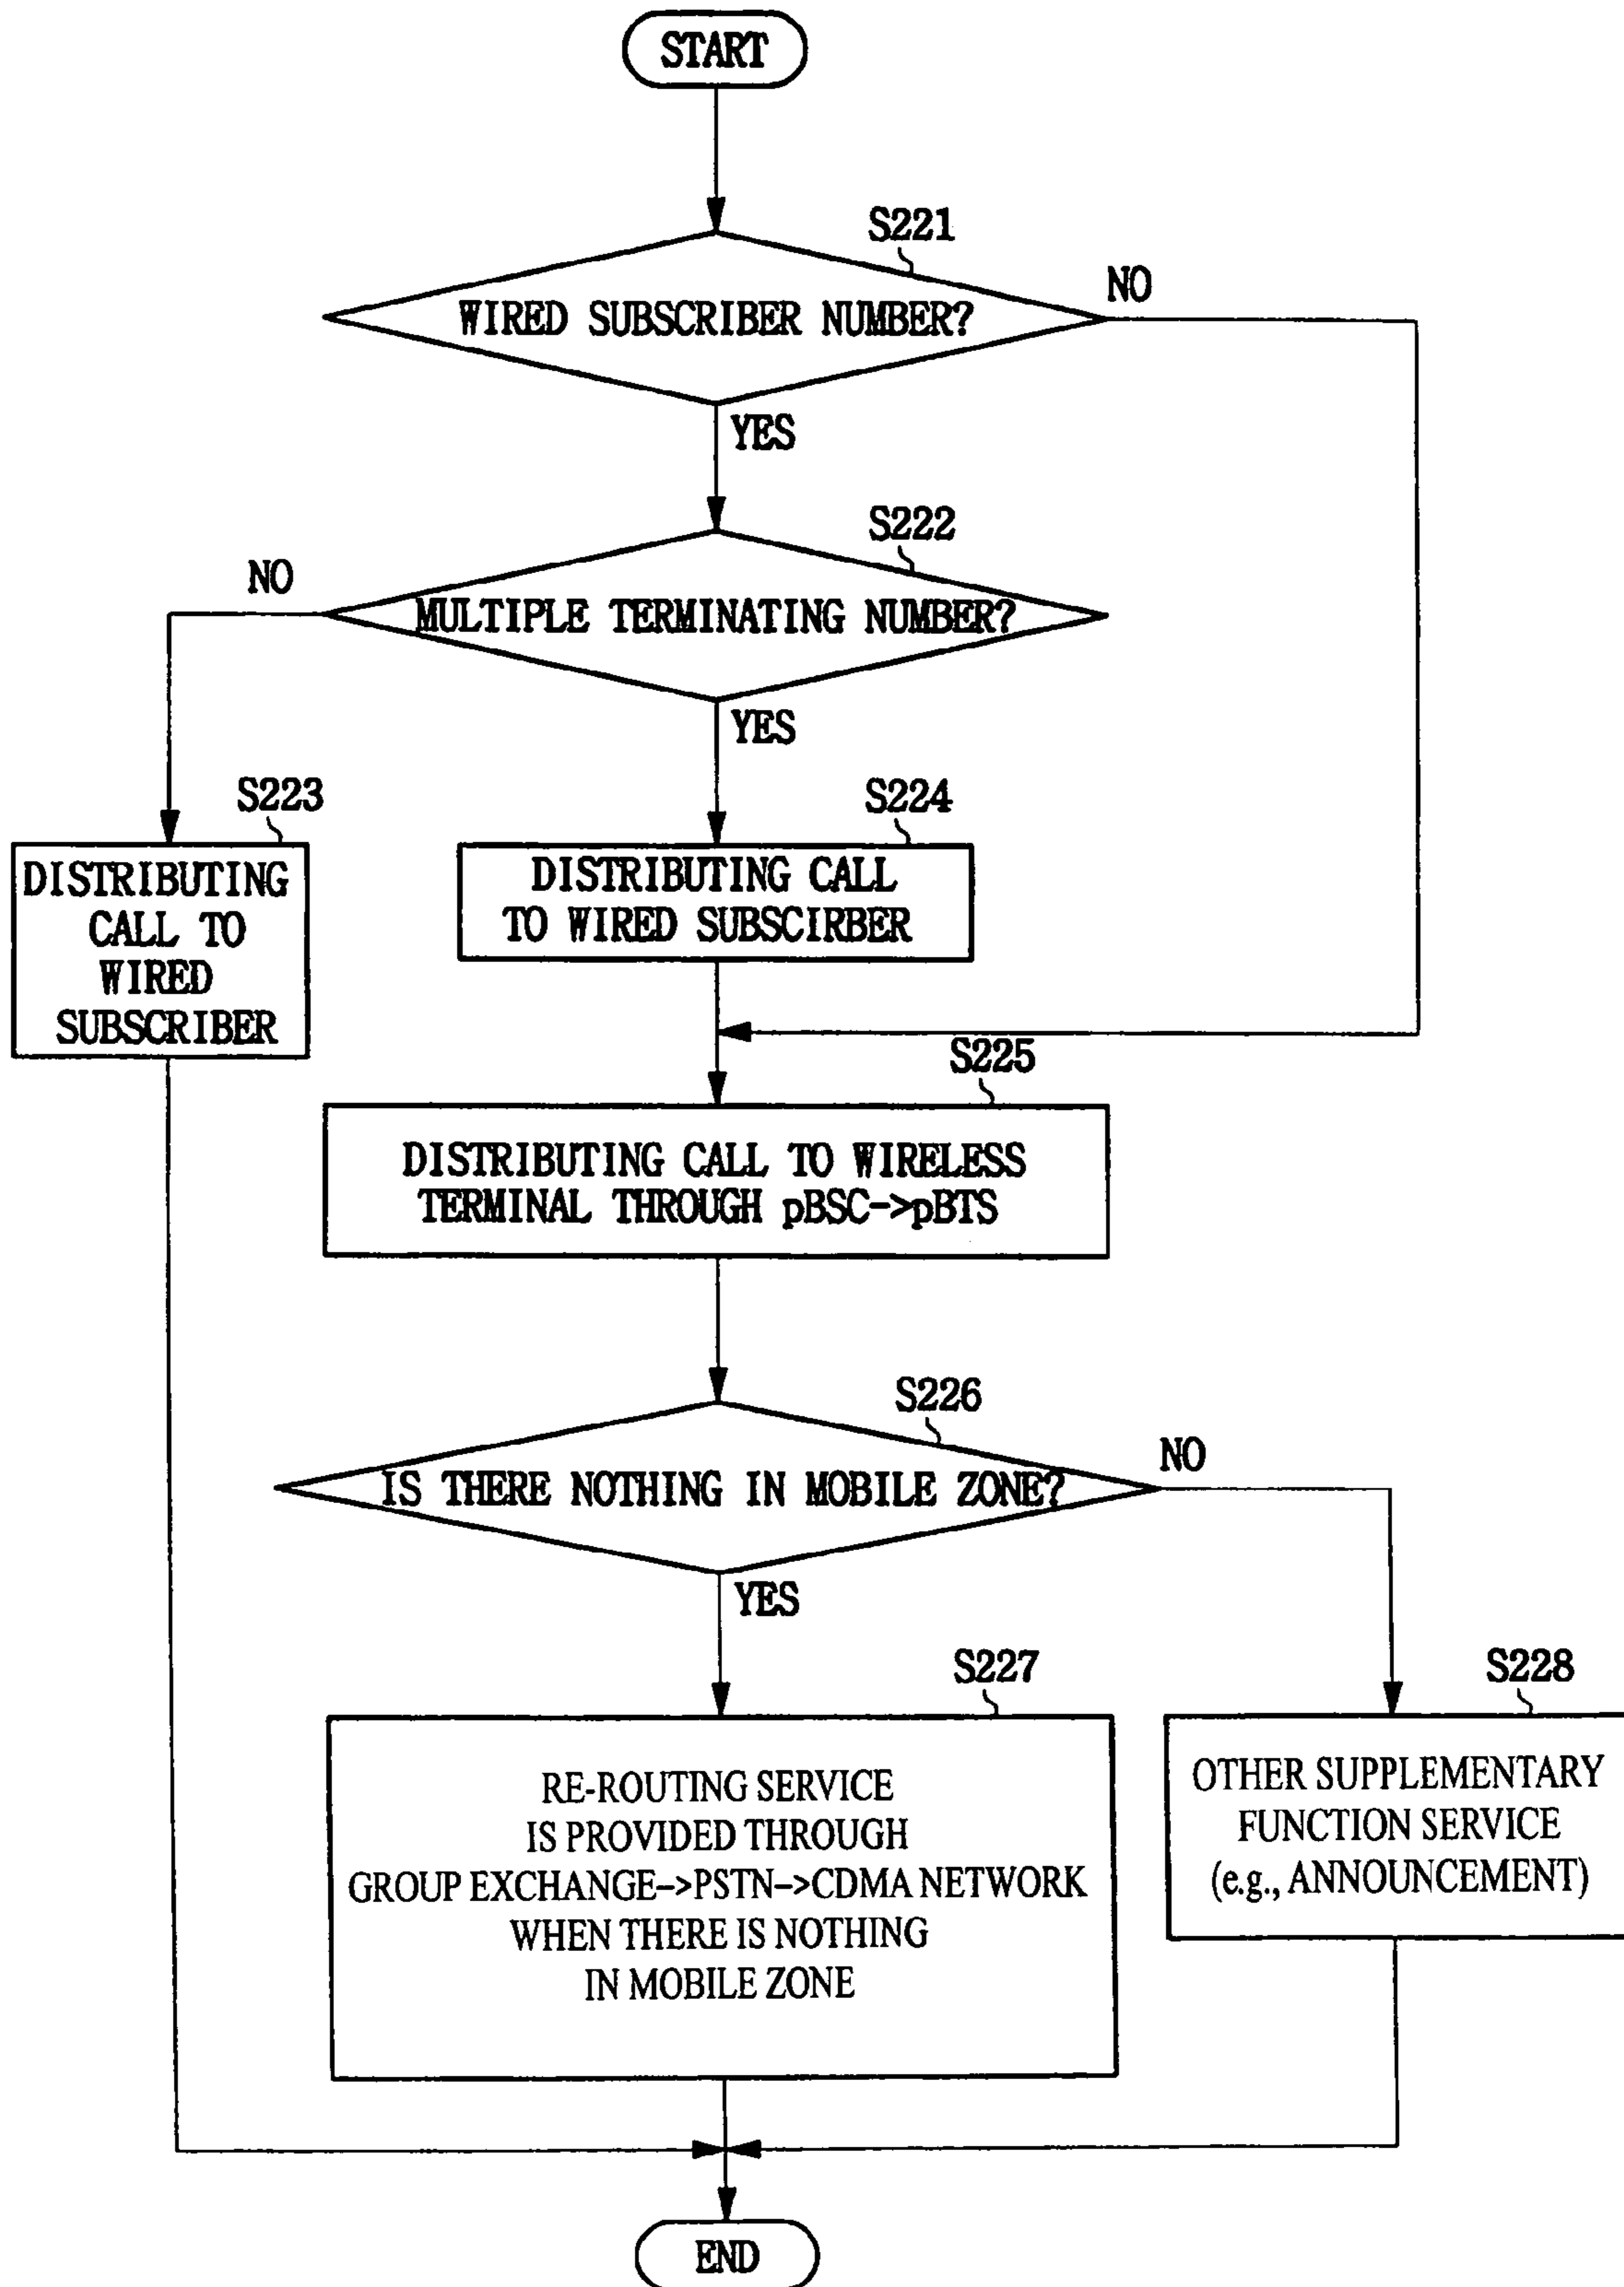 START
S221
WIRED SUBSCRIBER NUMBER?
NO
YES
S222
NO
MULTIPLE TERMINATING NUMBER?
YES
S223
DISTRIBUTING
CALL TO
WIRED
SUBSCRIBER
S224
DISTRIBUTING CALL
TO WIRED SUBSCIRBER
S225
DISTRIBUTING CALL TO WIRELESS
TERMINAL THROUGH pBSC->pBTS
S226
IS THERE NOTHING IN MOBILE ZONE?
NO
YES
S227
RE-ROUTING SERVICE
IS PROVIDED THROUGH
GROUP EXCHANGE->PSTN->CDMA NETWORK
WHEN THERE IS NOTHING
IN MOBILE ZONE
S228
OTHER SUPPLEMENTARY
FUNCTION SERVICE
(e.g., ANNOUNCEMENT)
END